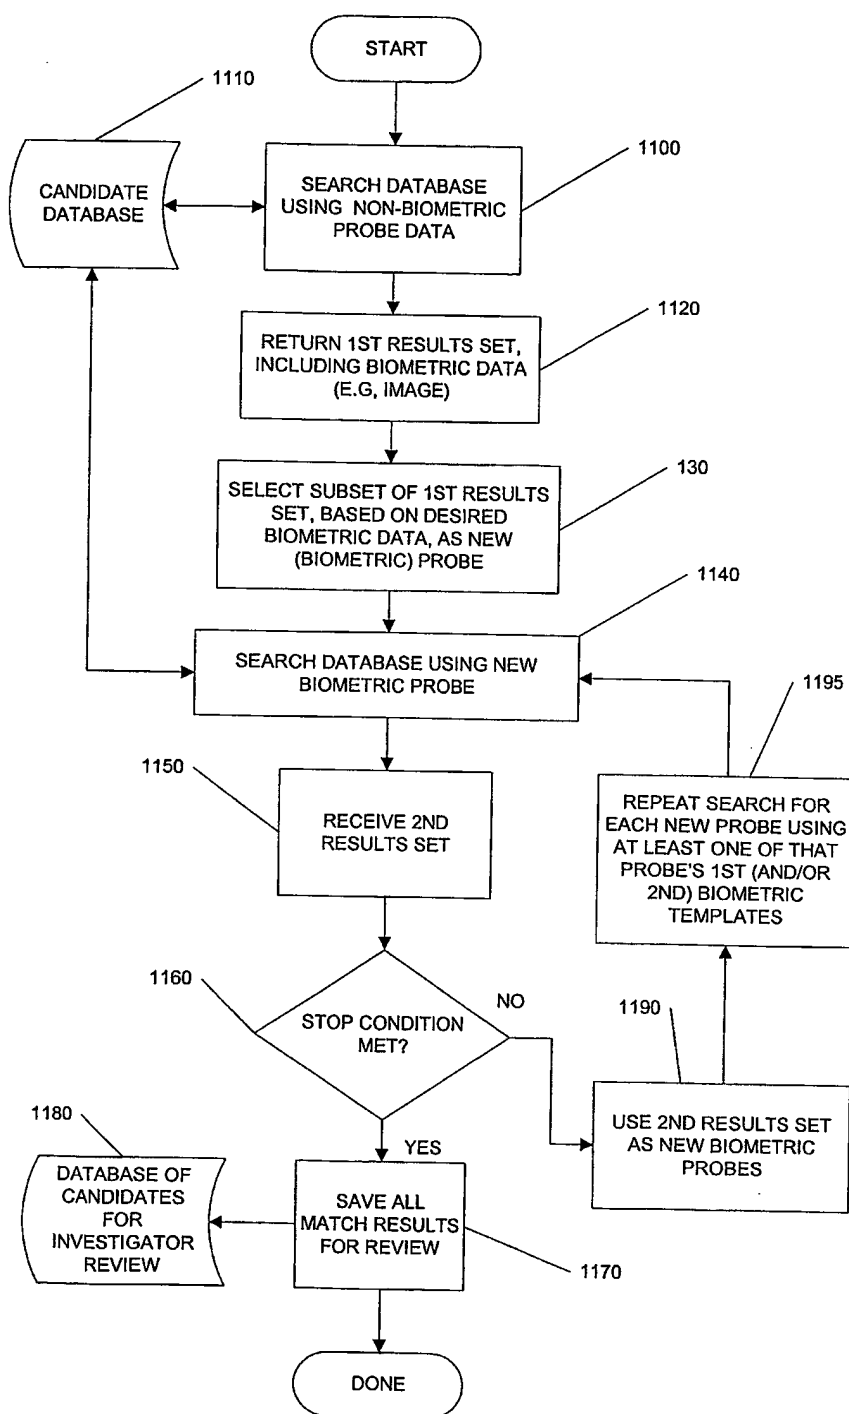 START
1110
1100
CANDIDATE
DATABASE
SEARCH DATABASE
USING NON-BIOMETRIC
PROBE DATA
1120
RETURN 1ST RESULTS SET,
INCLUDING BIOMETRIC DATA
(E.G, IMAGE)
130
SELECT SUBSET OF 1ST RESULTS
SET, BASED ON DESIRED
BIOMETRIC DATA, AS NEW
(BIOMETRIC) PROBE
1140
SEARCH DATABASE USING NEW
BIOMETRIC PROBE
1195
1150
RECEIVE 2ND
RESULTS SET
REPEAT SEARCH FOR
EACH NEW PROBE USING
AT LEAST ONE OF THAT
PROBE'S 1ST (AND/OR
2ND) BIOMETRIC
TEMPLATES
1160
STOP CONDITION
MET?
NO
1190
USE 2ND RESULTS SET
AS NEW BIOMETRIC
PROBES
YES
1180
DATABASE OF
CANDIDATES
FOR
INVESTIGATOR
REVIEW
SAVE ALL
MATCH RESULTS
FOR REVIEW
1170
DONE